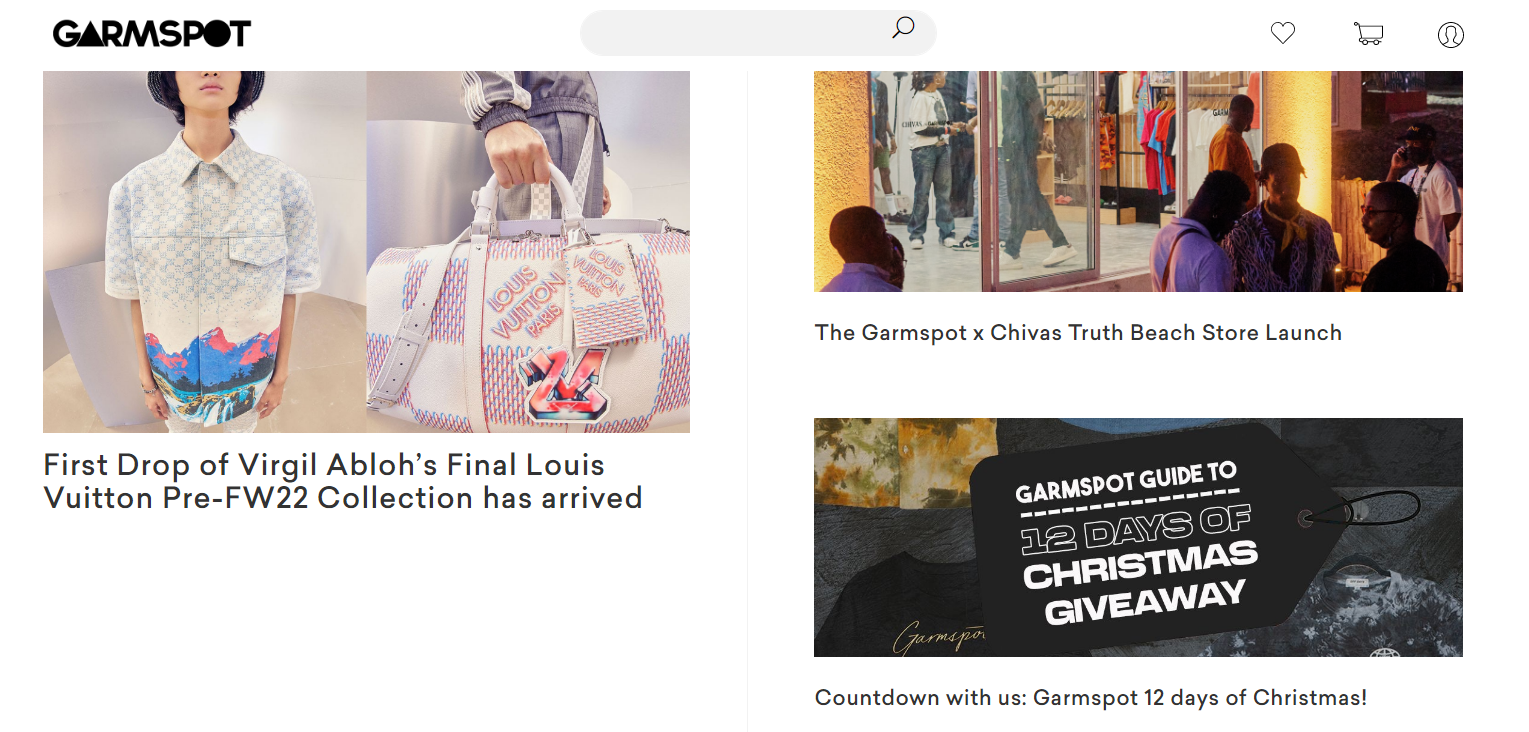 GARMSPOT
LOUIS
VUITTON
PARIS
LOUIS
VUITTON
PARIS
First Drop of Virgil Abloh’s Final Louis
Vuitton Pre-FW22 Collection has arrived
CHIVAS
The Garmspot x Chivas Truth Beach Store Launch
GARMSPOT GUIDE TO
12 DAYS OF
CHRISTMAS
GIVEAWAY
Garmspot
Countdown with us: Garmspot 12 days of Christmas!